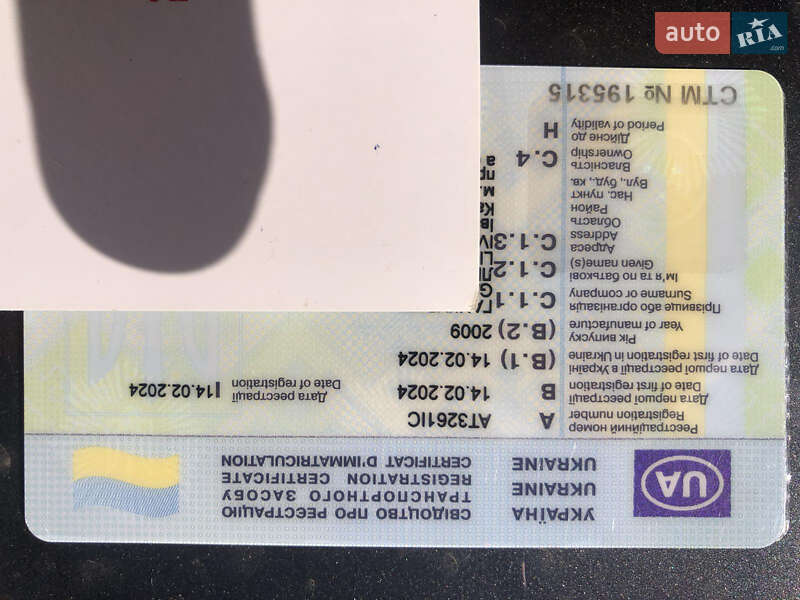 auto RIA .com
УКРАЇНА СВІДОЦТВО ПРО РЕЄСТРАЦІЮ
UKRAINE ТРАНСПОРТНОГО ЗАСОБУ
UKRAINE REGISTRATION CERTIFICATE
CERTIFICAT D'IMMATRICULATION
UA
Реєстраційний номер
Registration number
A AT3261IC
Дата першої реєстрації
Date of first registration
B 14.02.2024
Дата реєстрації
Date of registration
I 14.02.2024
Дата першої реєстрації в Україні
Date of first registration in Ukraine
(B.1) 14.02.2024
Рік випуску
Year of manufacture
(B.2) 2009
Прізвище або організація
Surname or company
C.1.1
Ім'я та по батькові
Given name(s)
C.1.2
Адреса
Address
C.1.3
Область
Район
Нас. пункт
Вул., буд., кв.
Власність
Ownership
C.4
Дійсне до
Period of validity
H
СТМ № 195315